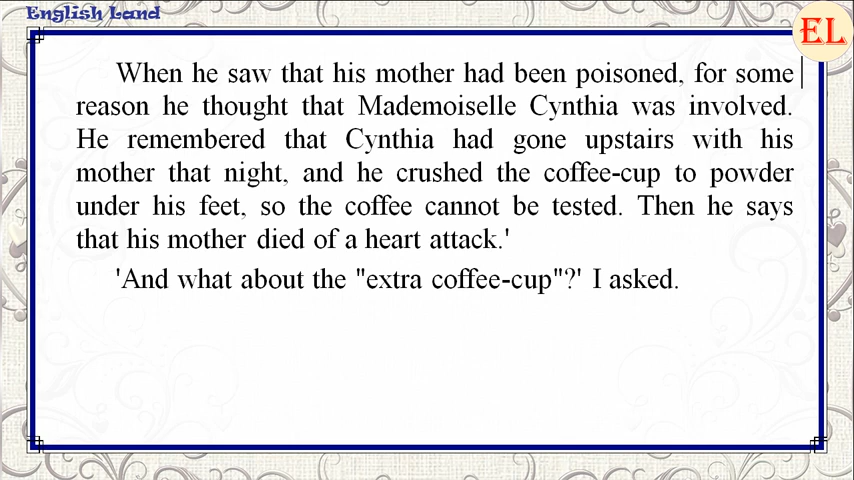 English Land
EL
When he saw that his mother had been poisoned, for some
reason he thought that Mademoiselle Cynthia was involved.
He remembered that Cynthia had gone upstairs with his
mother that night, and he crushed the coffee-cup to powder
under his feet, so the coffee cannot be tested. Then he says
that his mother died of a heart attack.'
'And what about the "extra coffee-cup"?' I asked.